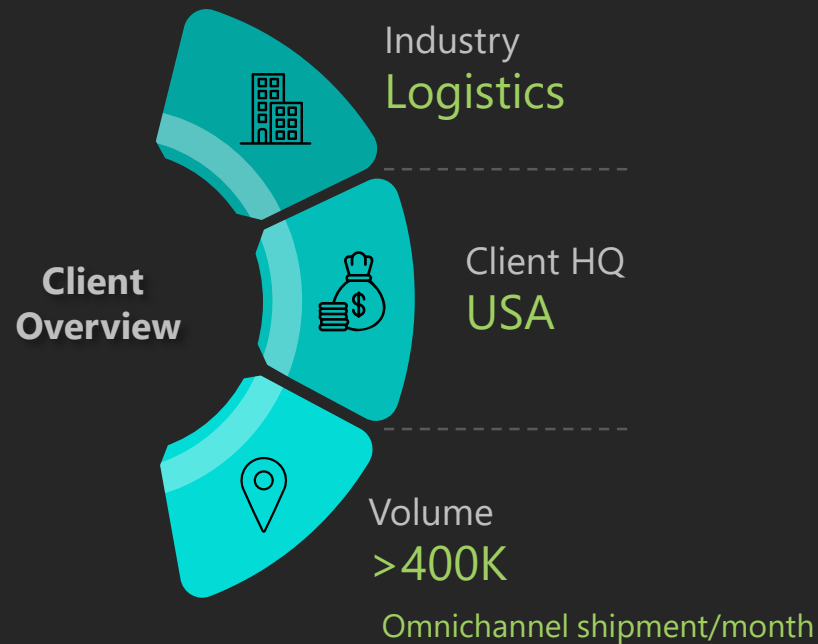 Industry
Logistics
Client
Overview
Client HQ
USA
Volume
>400K
Omnichannel shipment/month